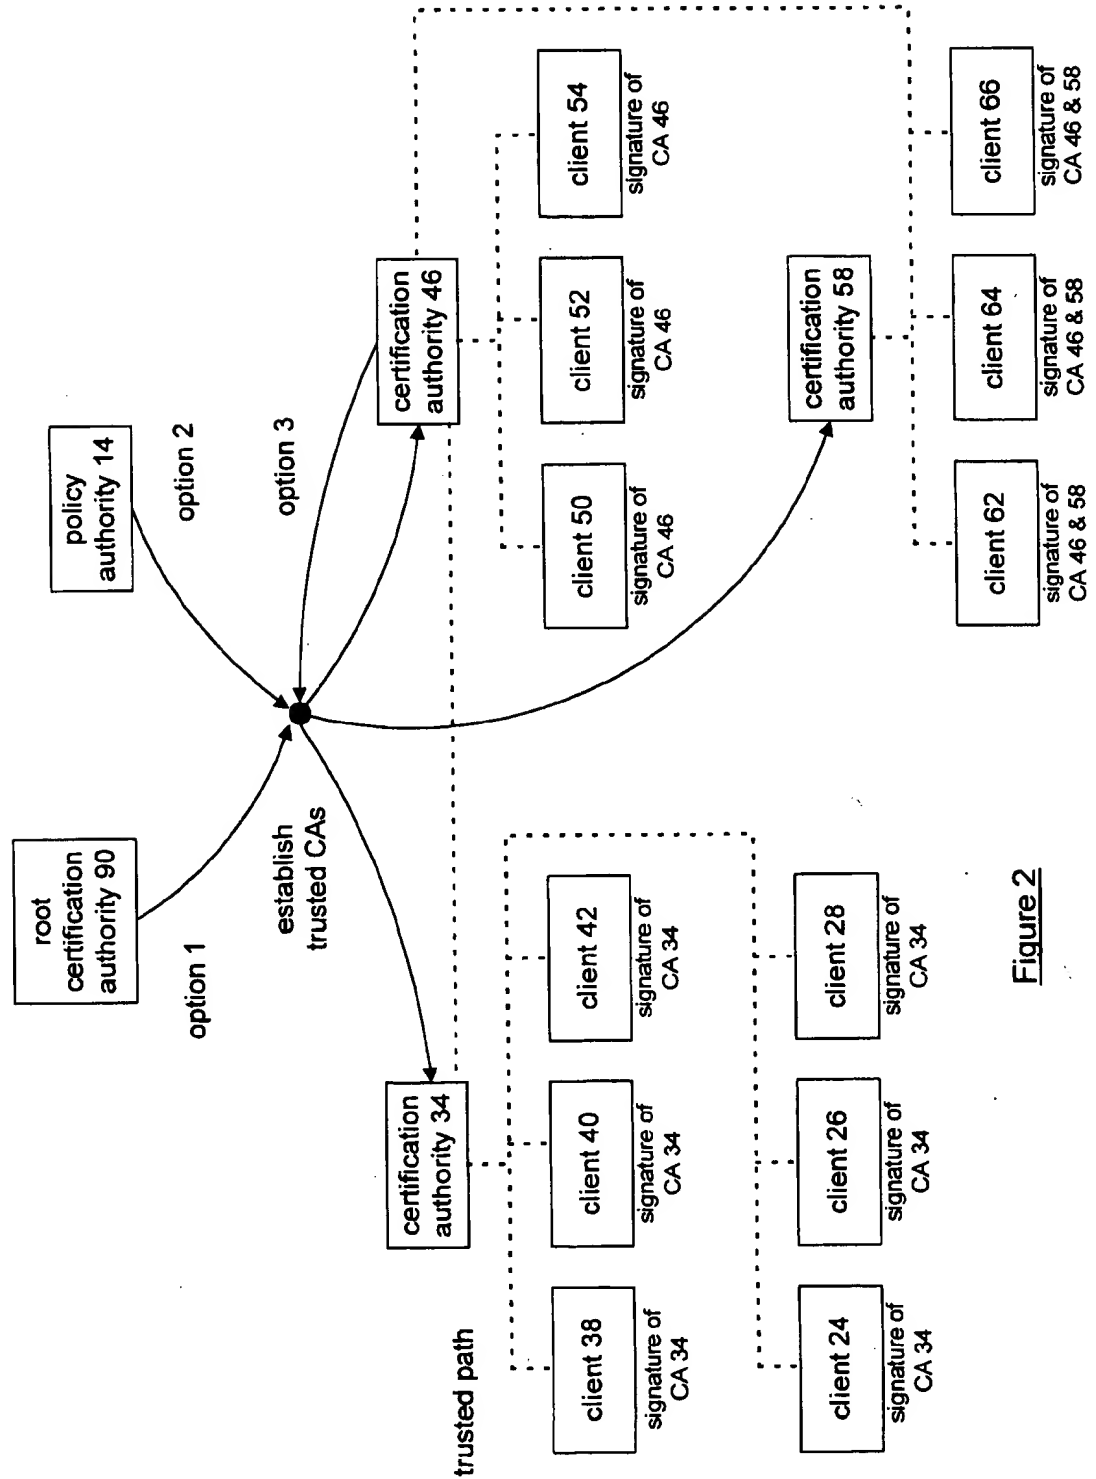 root
certification
authority 90
policy
authority 14
option 1
option 2
establish
trusted CAs
option 3
certification
authority 34
certification
authority 46
trusted path
client 38
signature of
CA 34
client 40
signature of
CA 34
client 42
signature of
CA 34
client 50
signature of
CA 46
client 52
signature of
CA 46
client 54
signature of
CA 46
certification
authority 58
client 24
signature of
CA 34
client 26
signature of
CA 34
client 28
signature of
CA 34
client 62
signature of
CA 46 & 58
client 64
signature of
CA 46 & 58
client 66
signature of
CA 46 & 58
Figure 2